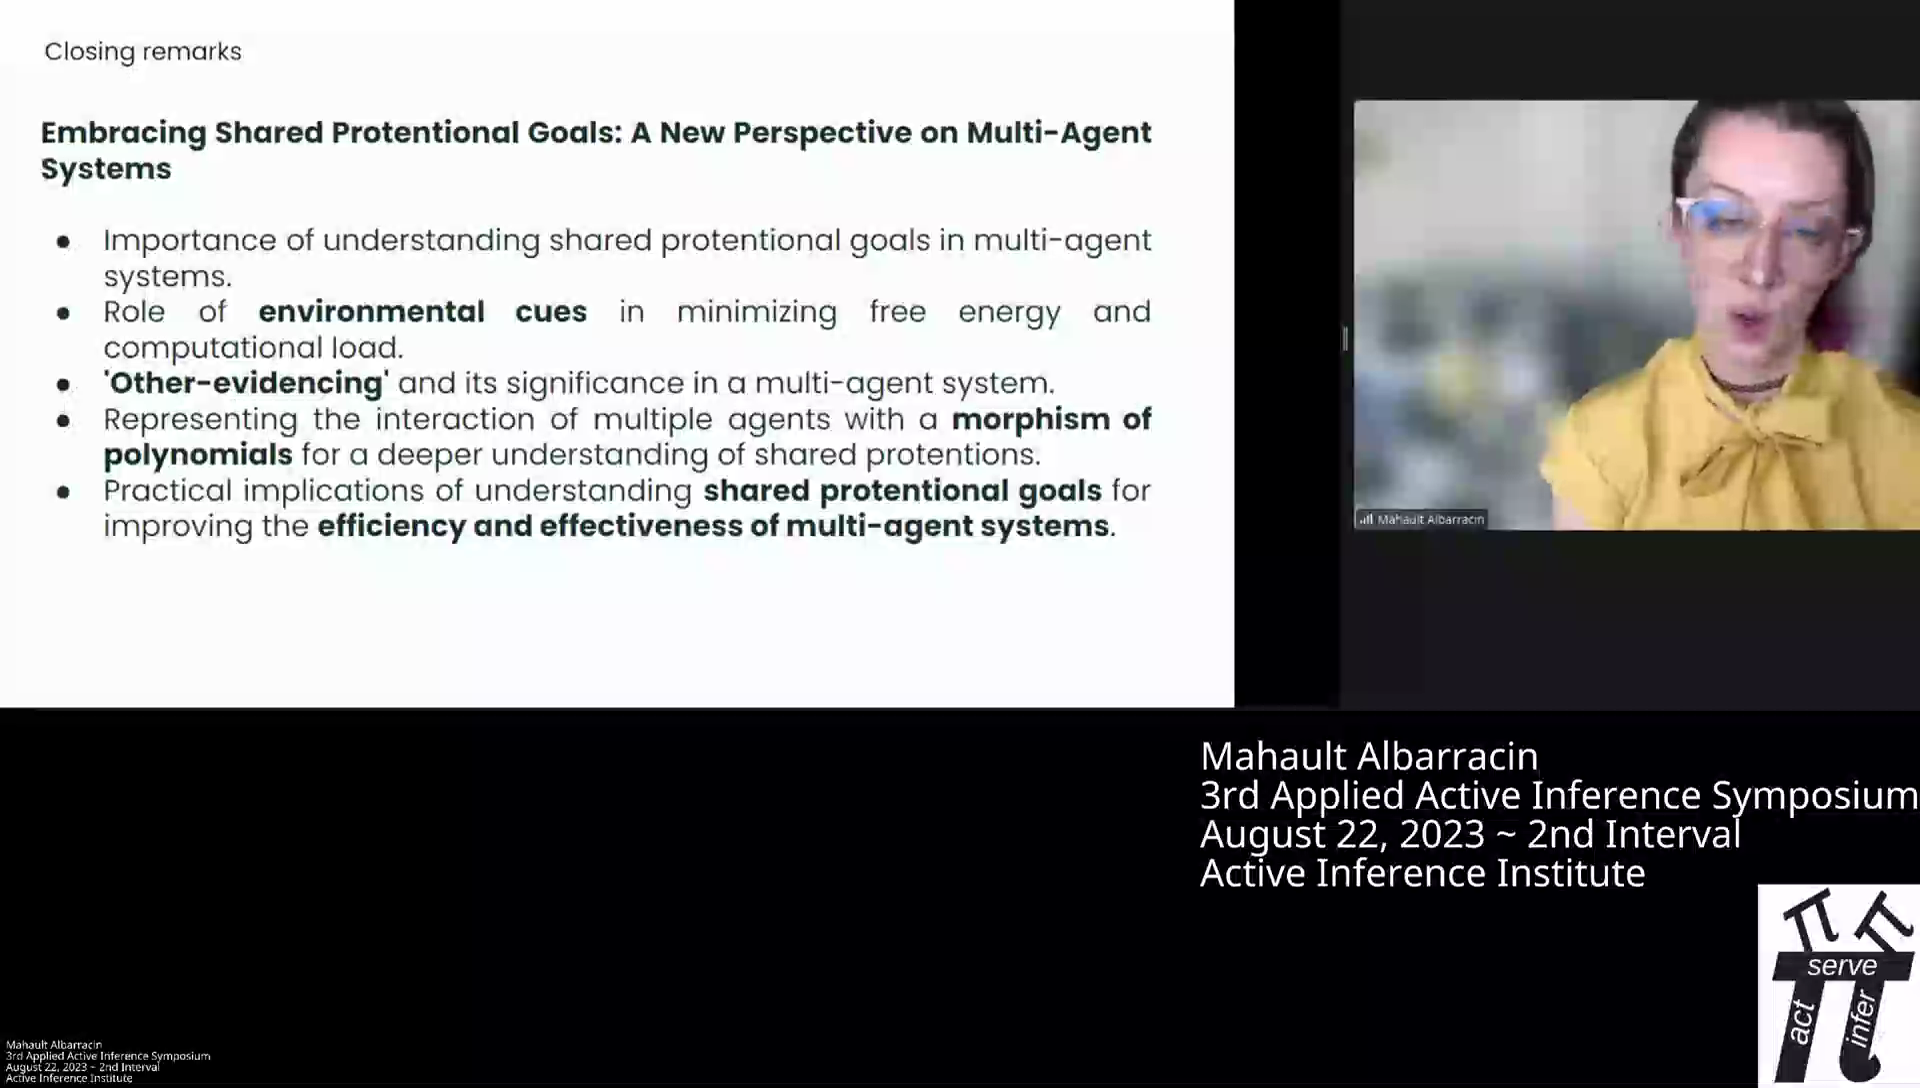 Closing remarks
Embracing Shared Protentional Goals: A New Perspective on Multi-Agent
Systems
● Importance of understanding shared protentional goals in multi-agent
systems.
● Role of environmental cues in minimizing free energy and
computational load.
● 'Other-evidencing' and its significance in a multi-agent system.
● Representing the interaction of multiple agents with a morphism of
polynomials for a deeper understanding of shared protentions.
● Practical implications of understanding shared protentional goals for
improving the efficiency and effectiveness of multi-agent systems.
Mahault Albarracin
Mahault Albarracin
3rd Applied Active Inference Symposium
August 22, 2023 ~ 2nd Interval
Active Inference Institute
serve
act
infer
Mahault Albarracin
3rd Applied Active Inference Symposium
August 22, 2023 ~ 2nd Interval
Active Inference Institute